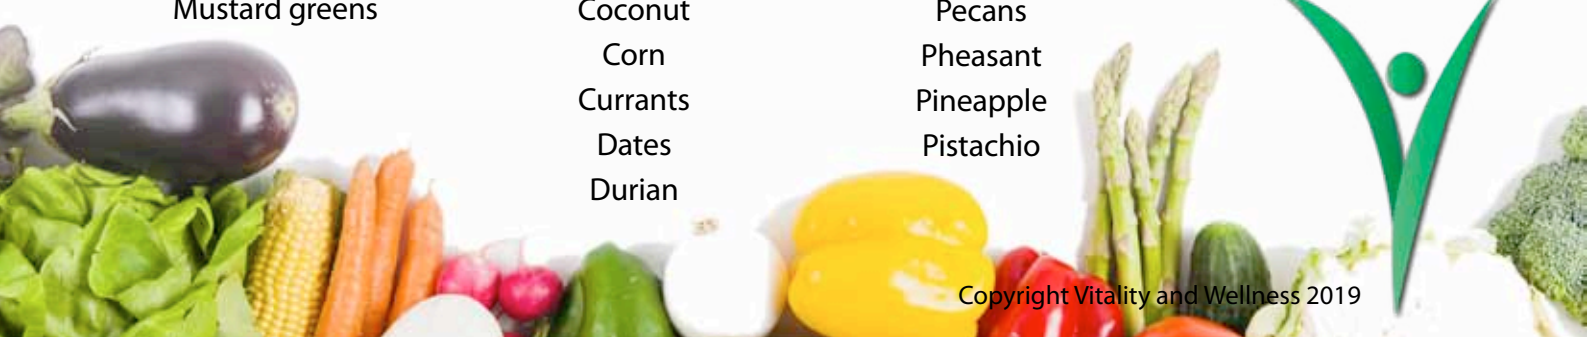 Mustard greens
Coconut
Corn
Currants
Dates
Durian
Pecans
Pheasant
Pineapple
Pistachio
Copyright Vitality and Wellness 2019